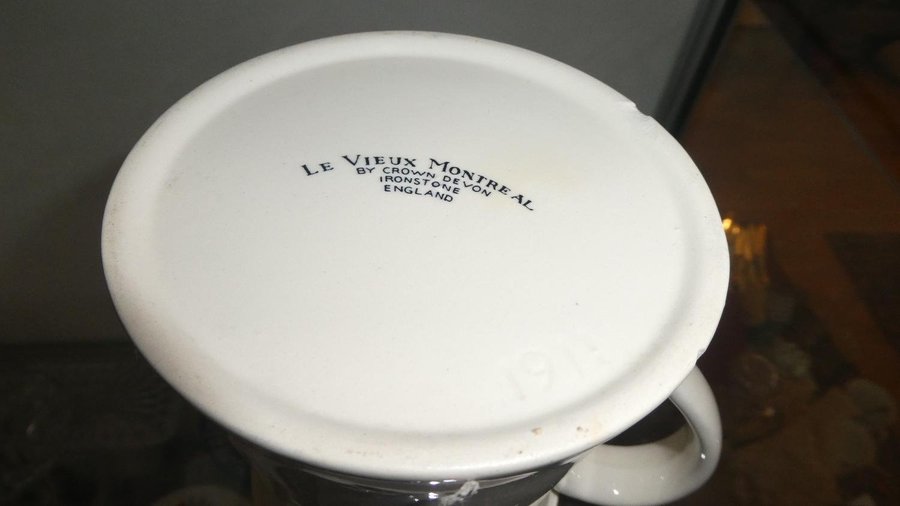 LE VIEUX MONTREAL
BY CROWN DEVON
IRONSTONE
ENGLAND